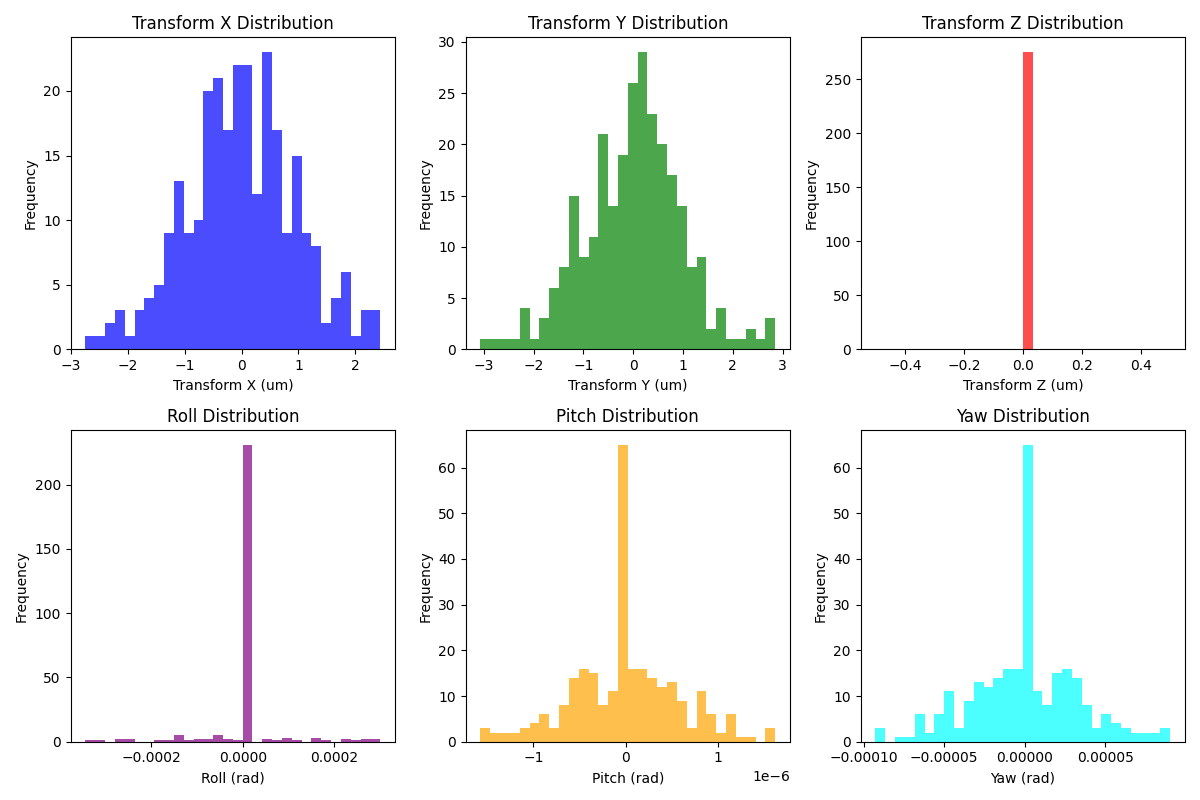 Transform X Distribution
Frequency
20
15
10
5
0
−3 −2 −1 0 1 2
Transform X (um)
Transform Y Distribution
Frequency
30
25
20
15
10
5
0
−3 −2 −1 0 1 2 3
Transform Y (um)
Transform Z Distribution
Frequency
250
200
150
100
50
0
−0.4 −0.2 0.0 0.2 0.4
Transform Z (um)
Roll Distribution
Frequency
200
150
100
50
0
−0.0002 0.0000 0.0002
Roll (rad)
Pitch Distribution
Frequency
60
50
40
30
20
10
0
−1 0 1
1e−6
Pitch (rad)
Yaw Distribution
Frequency
60
50
40
30
20
10
0
−0.00010 −0.00005 0.00000 0.00005
Yaw (rad)